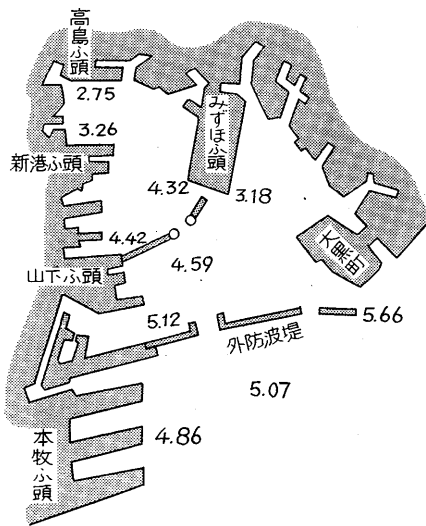 高島ふ頭
2.75
3.26
みずほふ頭
新港ふ頭
4.32
3.18
4.42
4.59
大黒町
山下ふ頭
5.12
5.66
外防波堤
5.07
4.86
本牧ふ頭